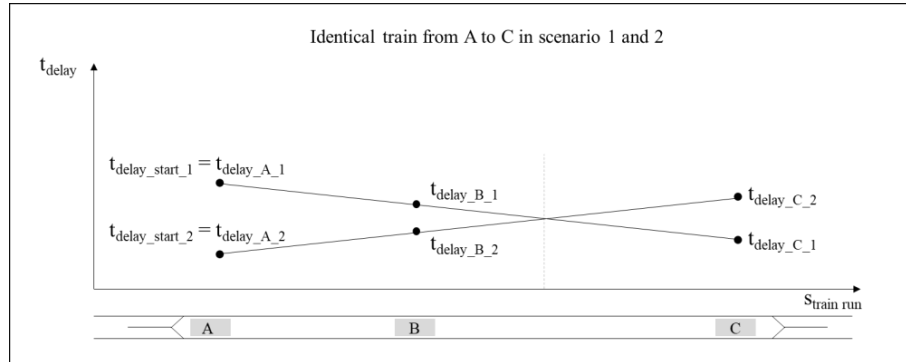 Identical train from A to C in scenario 1 and 2
t_delay
t_delay_start_1 = t_delay_A_1
t_delay_B_1
t_delay_C_2
t_delay_start_2 = t_delay_A_2
t_delay_B_2
t_delay_C_1
s_train run
A B C